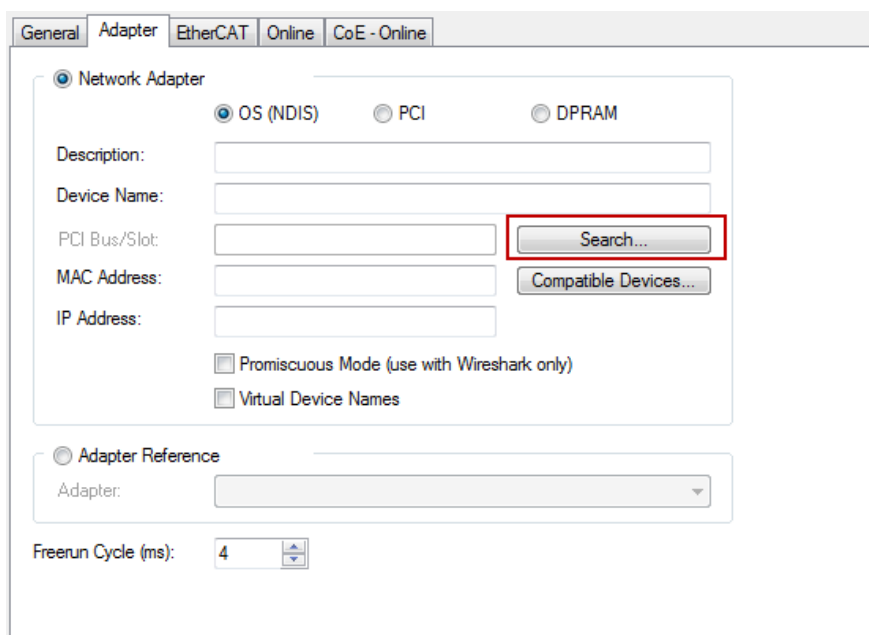 General Adapter EtherCAT Online CoE - Online
Network Adapter
OS (NDIS) PCI DPRAM
Description:
Device Name:
PCI Bus/Slot: Search...
MAC Address: Compatible Devices...
IP Address:
Promiscuous Mode (use with Wireshark only)
Virtual Device Names
Adapter Reference
Adapter:
Freerun Cycle (ms): 4